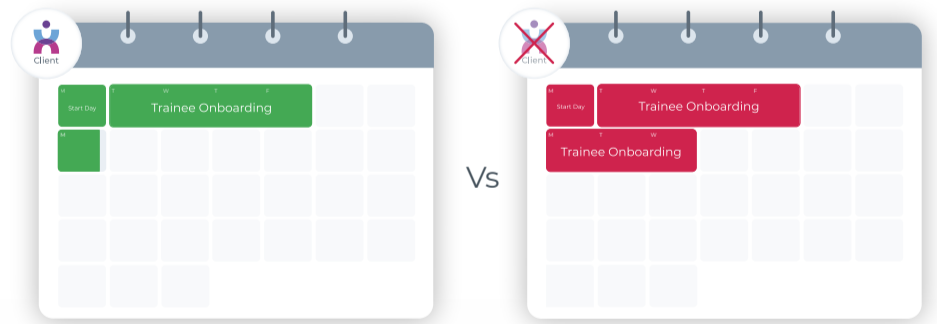 Client
M T W T F
Start Day Trainee Onboarding
M
Vs
Client
M T W T F
Start Day Trainee Onboarding
M T W
Trainee Onboarding